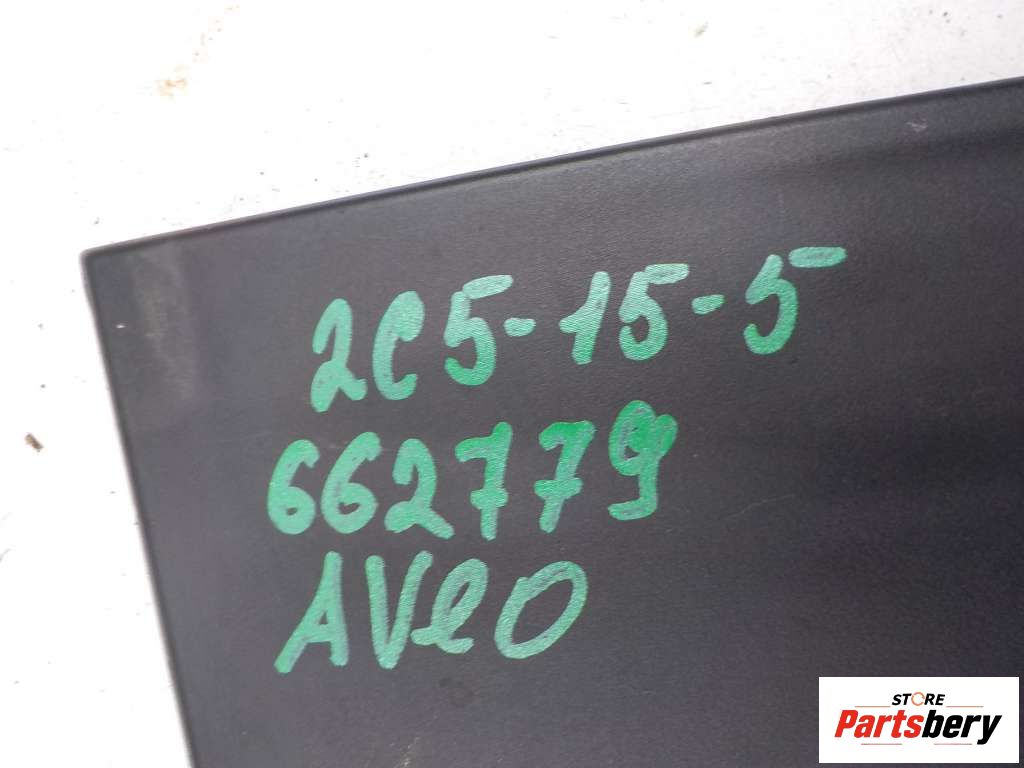 2C5-15-5
662779
AVeO
STORE
Partsbery